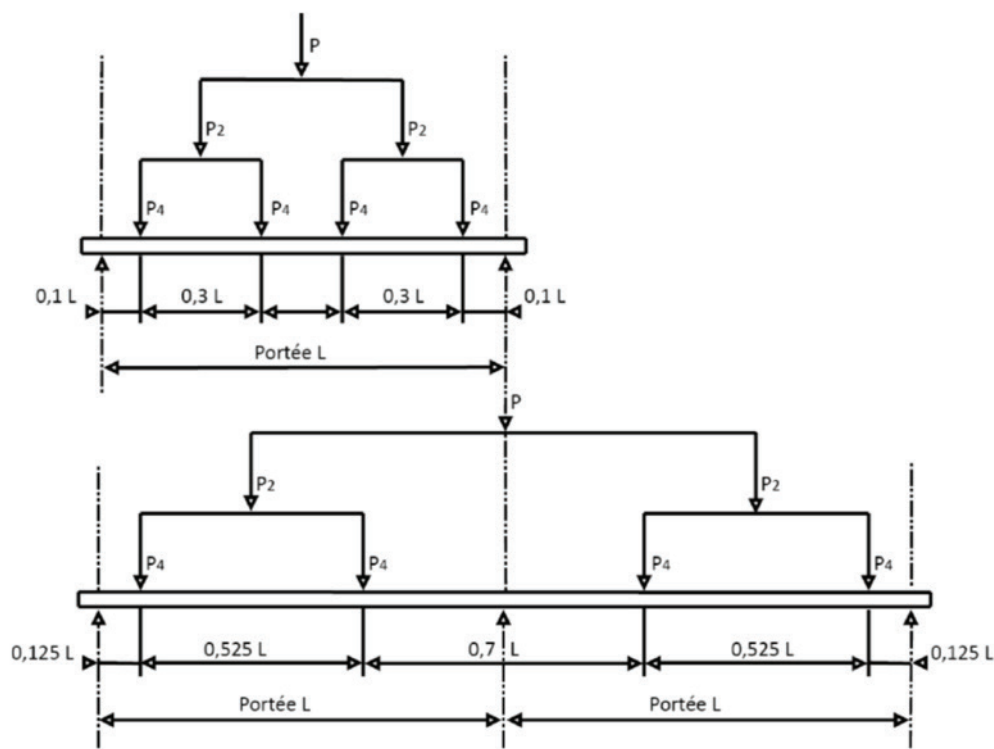 P
P2 P2
P4 P4 P4 P4
0,1 L 0,3 L 0,3 L 0,1 L
Portée L
P
P2 P2
P4 P4 P4 P4
0,125 L 0,525 L 0,7 L 0,525 L 0,125 L
Portée L Portée L